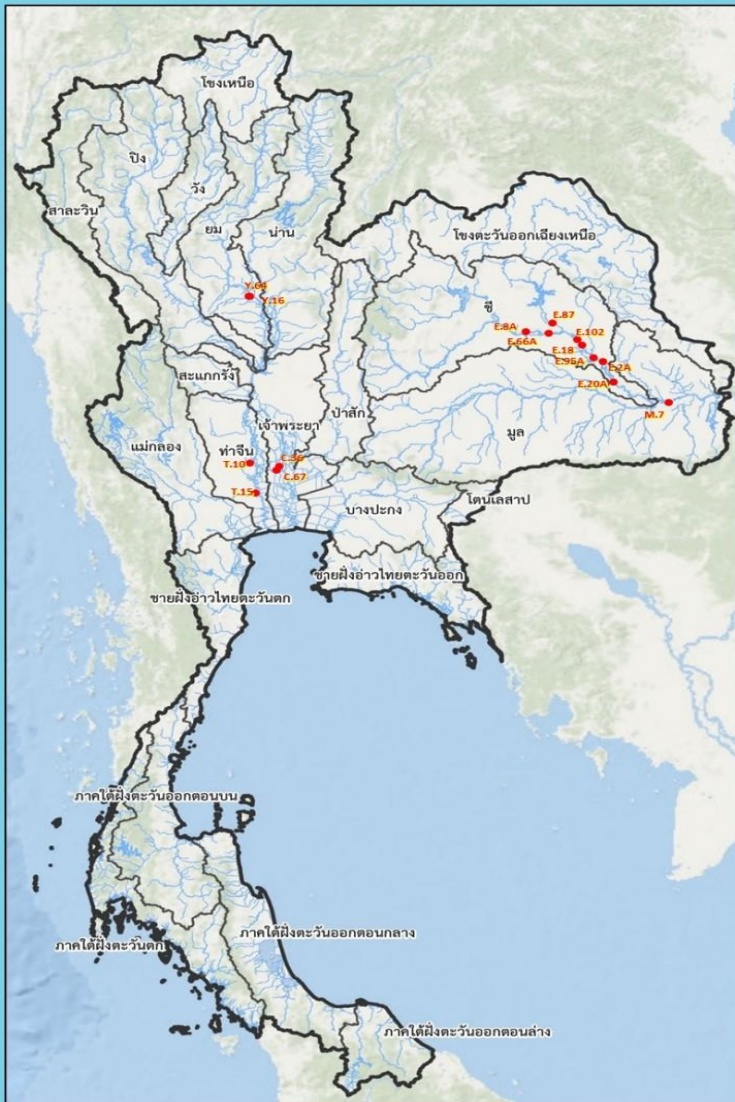 โขงเหนือ
ปิง
วัง
สาละวิน
ยม
น่าน
โขงตะวันออกเฉียงเหนือ
Y.64
Y.16
ชี
E.87
E.8A
E.102
E.66A
E.18
E.95A
E.2A
สะแกกรัง
E.20A
ป่าสัก
M.7
เจ้าพระยา
มูล
แม่กลอง
ท่าจีน
T.10
C.36
C.67
T.15
โตนเลสาป
บางปะกง
ชายฝั่งอ่าวไทยตะวันออก
ชายฝั่งอ่าวไทยตะวันตก
ภาคใต้ฝั่งตะวันออกตอนบน
ภาคใต้ฝั่งตะวันออกตอนกลาง
ภาคใต้ฝั่งตะวันตก
ภาคใต้ฝั่งตะวันออกตอนล่าง